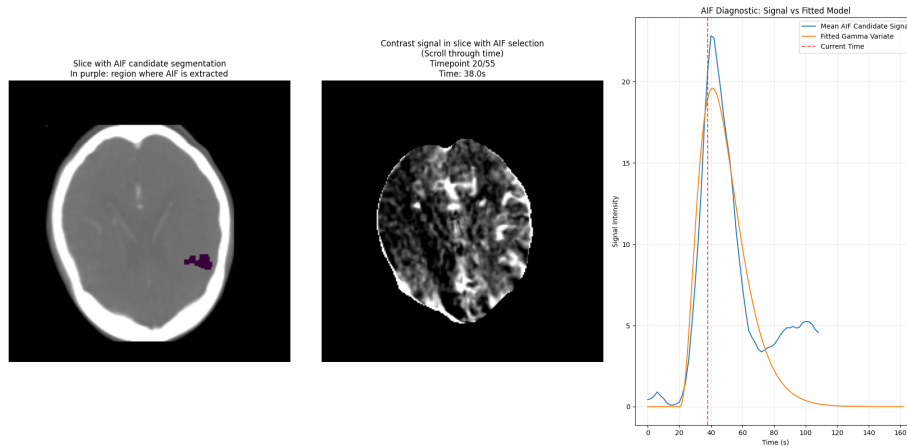 Slice with AIF candidate segmentation
In purple: region where AIF is extracted
Contrast signal in slice with AIF selection
(Scroll through time)
Timepoint 20/55
Time: 38.0s
AIF Diagnostic: Signal vs Fitted Model
Mean AIF Candidate Signal
Fitted Gamma Variate
Current Time
Signal Intensity
20
15
10
5
0
0
20
40
60
80
100
120
140
160
Time (s)